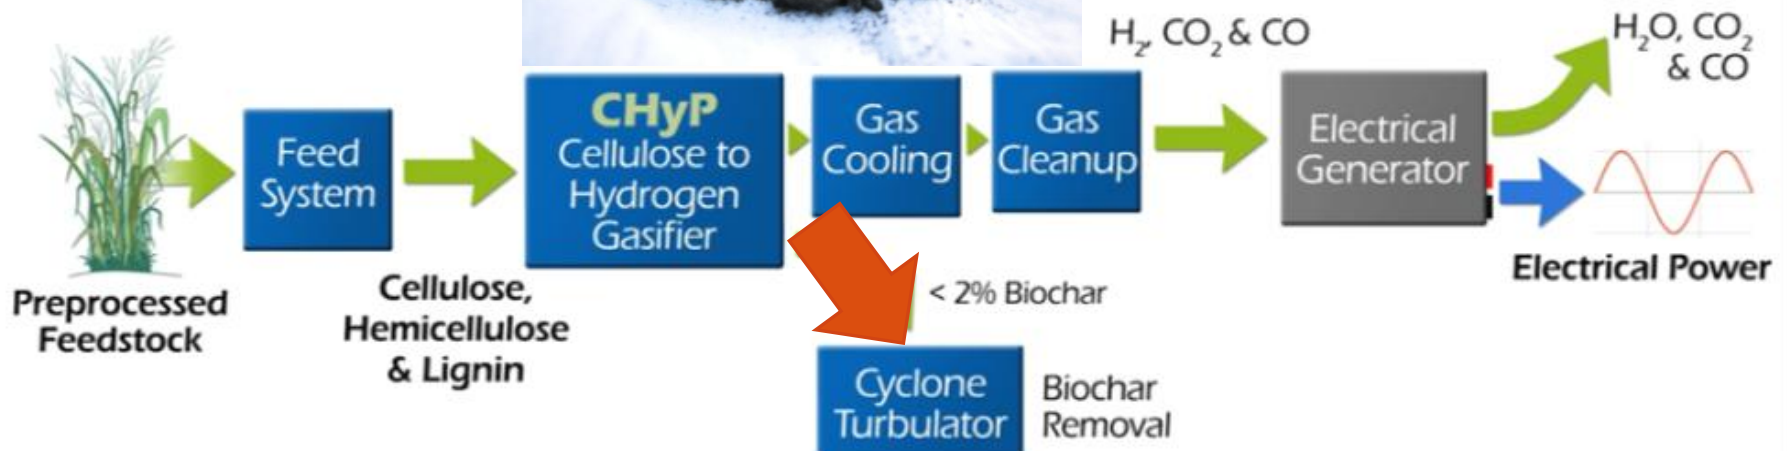 Preprocessed
Feedstock
Feed
System
Cellulose,
Hemicellulose
& Lignin
CHyP
Cellulose to
Hydrogen
Gasifier
Gas
Cooling
Gas
Cleanup
H₂, CO₂ & CO
Electrical
Generator
H₂O, CO₂
& CO
Electrical Power
< 2% Biochar
Cyclone
Turbulator
Biochar
Removal